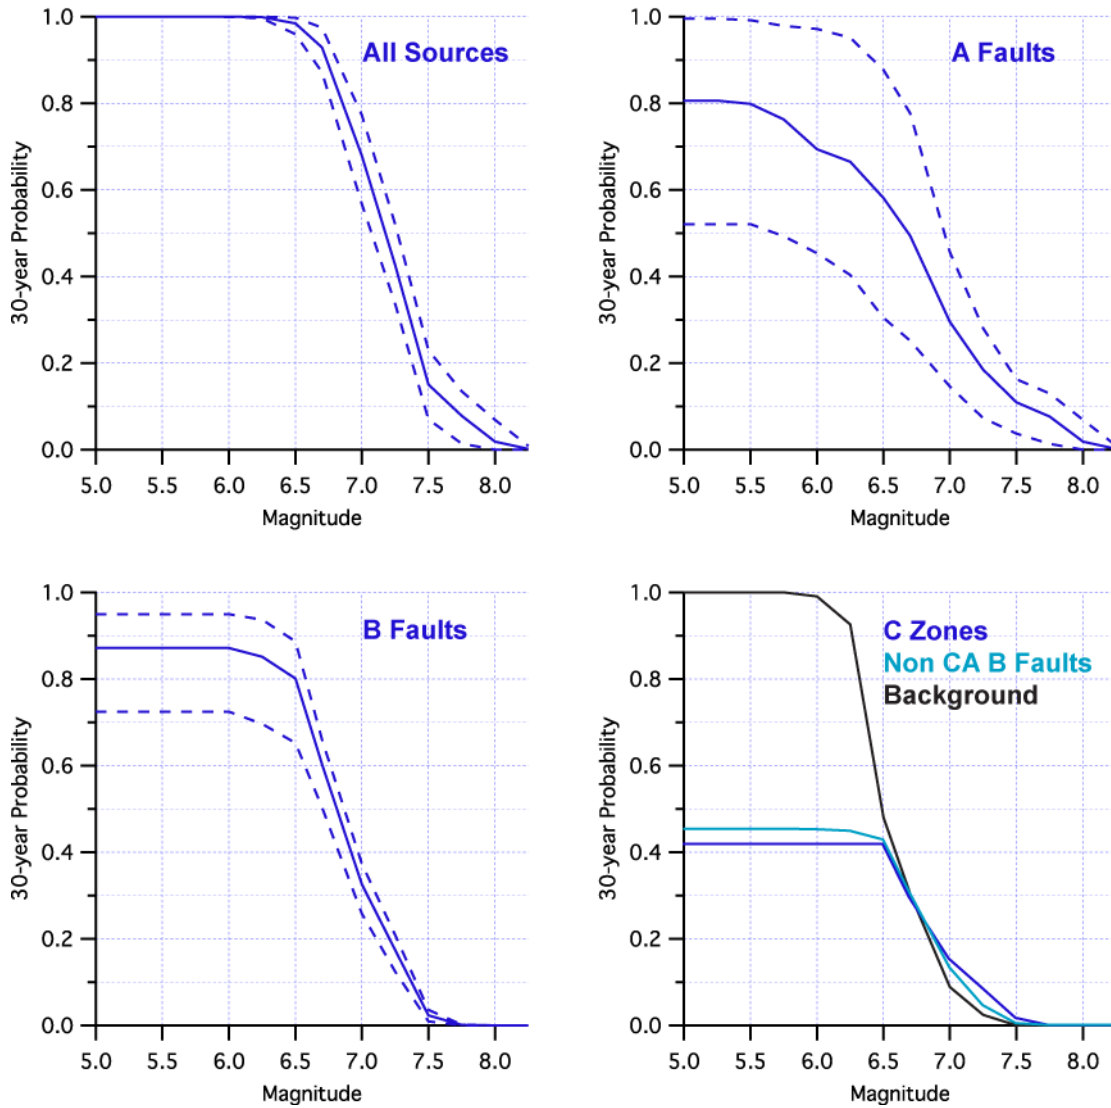 All Sources
30-year Probability
1.0
0.8
0.6
0.4
0.2
0.0
5.0 5.5 6.0 6.5 7.0 7.5 8.0
Magnitude
A Faults
30-year Probability
1.0
0.8
0.6
0.4
0.2
0.0
5.0 5.5 6.0 6.5 7.0 7.5 8.0
Magnitude
B Faults
30-year Probability
1.0
0.8
0.6
0.4
0.2
0.0
5.0 5.5 6.0 6.5 7.0 7.5 8.0
Magnitude
C Zones
Non CA B Faults
Background
30-year Probability
1.0
0.8
0.6
0.4
0.2
0.0
5.0 5.5 6.0 6.5 7.0 7.5 8.0
Magnitude